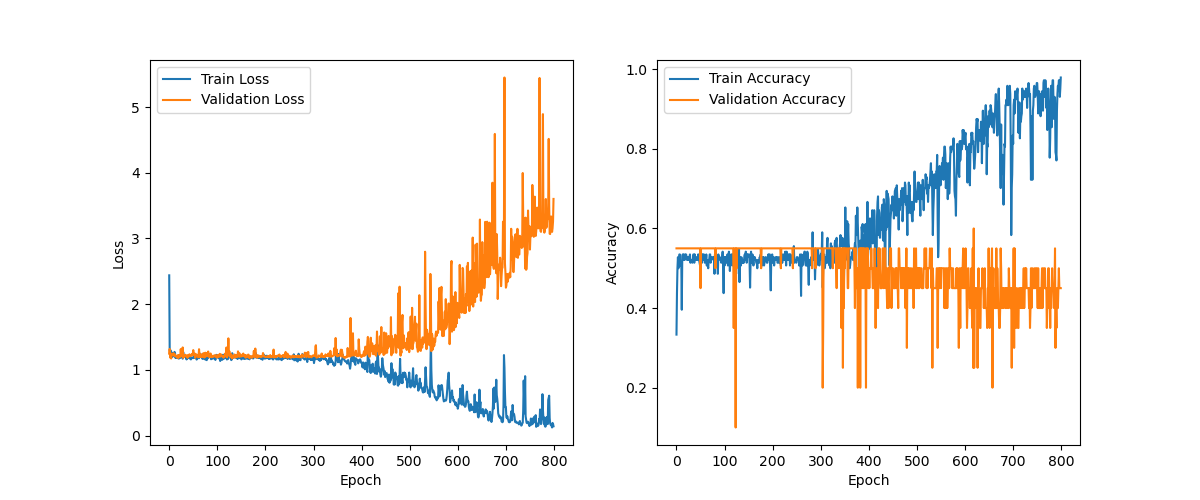 Train Loss
Validation Loss
Loss
5
4
3
2
1
0
0 100 200 300 400 500 600 700 800
Epoch
Train Accuracy
Validation Accuracy
Accuracy
1.0
0.8
0.6
0.4
0.2
0 100 200 300 400 500 600 700 800
Epoch